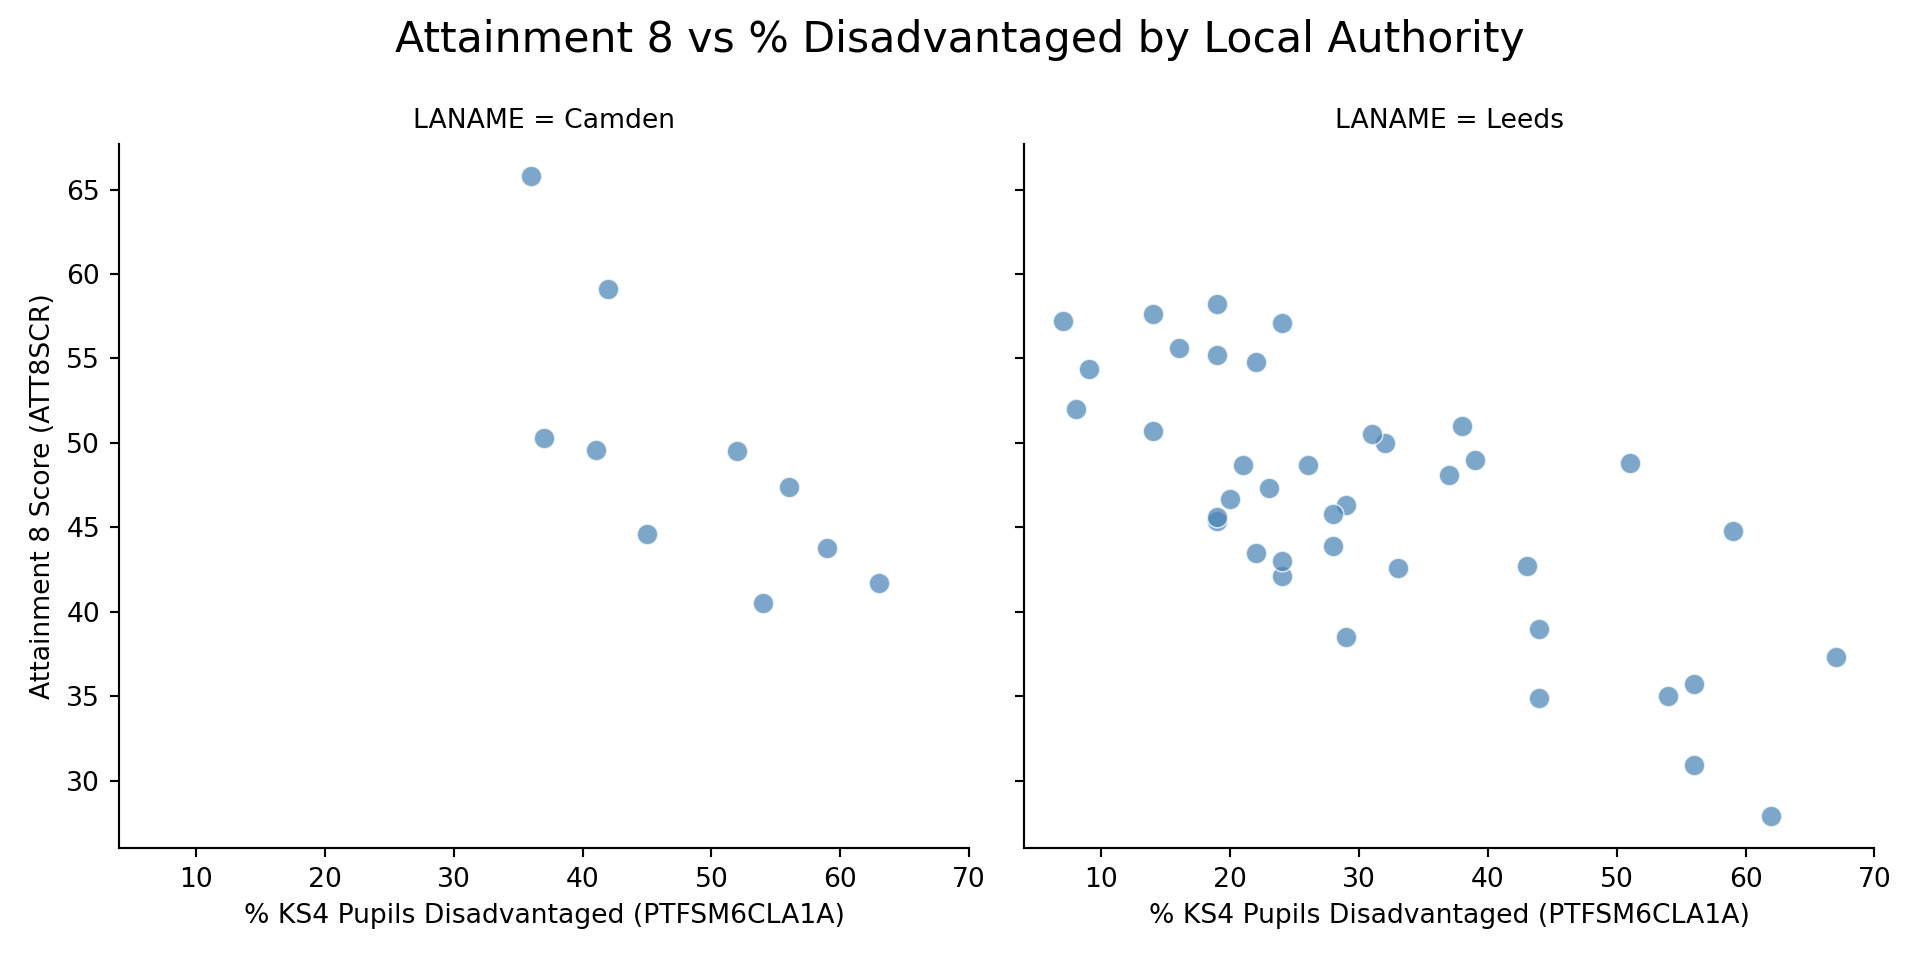 Attainment 8 vs % Disadvantaged by Local Authority
LANAME = Camden
LANAME = Leeds
Attainment 8 Score (ATT8SCR)
65
60
55
50
45
40
35
30
10 20 30 40 50 60 70
10 20 30 40 50 60 70
% KS4 Pupils Disadvantaged (PTFSM6CLA1A)
% KS4 Pupils Disadvantaged (PTFSM6CLA1A)